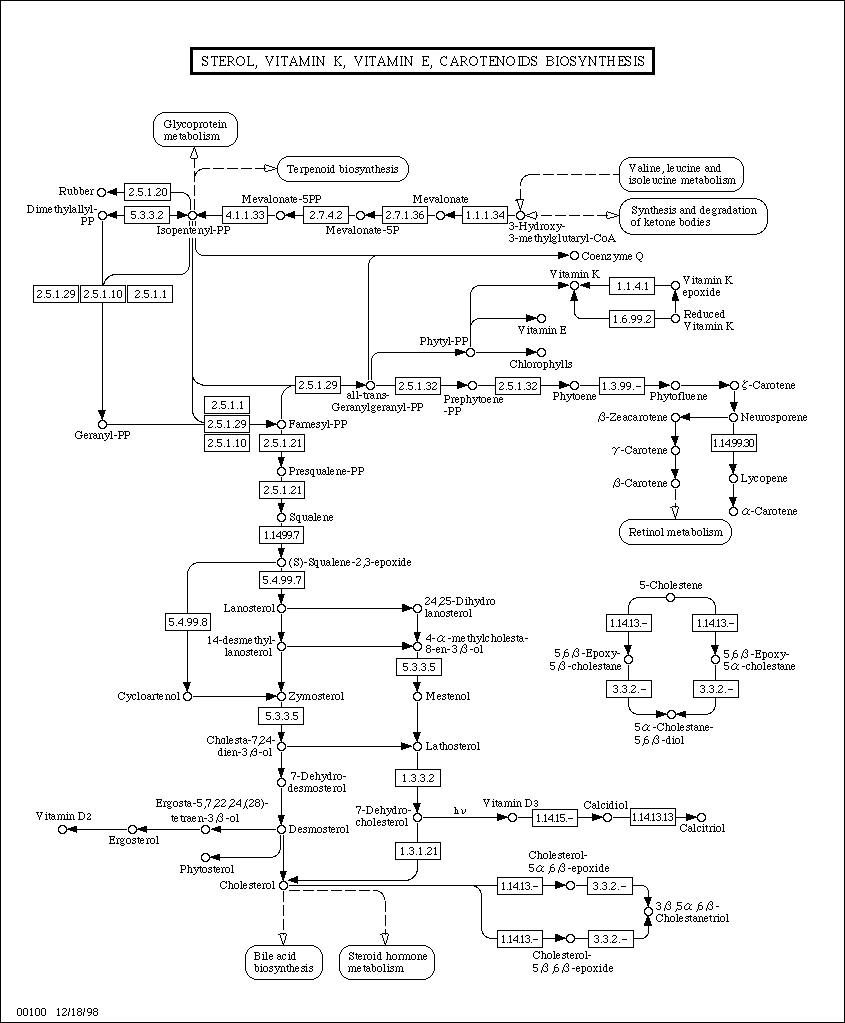 STEROL, VITAMIN K, VITAMIN E, CAROTENOIDS BIOSYNTHESIS
Glycoprotein
metabolism
Terpenoid biosynthesis
Valine, leucine and
isoleucine metabolism
Rubber
2.5.1.20
Mevalonate-5PP
Mevalonate
Dimethylallyl-
PP
5.3.3.2
4.1.1.33
2.7.4.2
2.7.1.36
1.1.1.34
Synthesis and degradation
of ketone bodies
Isopentenyl-PP
Mevalonate-5P
3-Hydroxy-
3-methylglutaryl-CoA
Coenzyme Q
Vitamin K
1.1.4.1
Vitamin K
epoxide
2.5.1.29
2.5.1.10
2.5.1.1
1.6.99.2
Reduced
Vitamin K
Vitamin E
Phytyl-PP
Chlorophylls
2.5.1.29
all-trans-
Geranylgeranyl-PP
2.5.1.32
Prephytoene
-PP
2.5.1.32
Phytoene
1.3.99.-
Phytofluene
ζ-Carotene
2.5.1.1
2.5.1.29
2.5.1.10
Geranyl-PP
Farnesyl-PP
β-Zeacarotene
Neurosporene
2.5.1.21
1.14.99.30
γ-Carotene
Presqualene-PP
Lycopene
β-Carotene
2.5.1.21
α-Carotene
Squalene
Retinol metabolism
1.1499.7
(S)-Squalene-2,3-epoxide
5.4.99.7
5-Cholestene
Lanosterol
24,25-Dihydro
lanosterol
5.4.99.8
1.14.13.-
1.14.13.-
14-desmethyl-
lanosterol
4-α-methylcholesta-
8-en-3β-ol
5,6β-Epoxy-
5β-cholestane
5,6β-Epoxy-
5α-cholestane
5.3.3.5
3.3.2.-
3.3.2.-
Cycloartenol
Zymosterol
Mestenol
5.3.3.5
5α-Cholestane-
5,6β-diol
Cholesta-7,24-
dien-3β-ol
Lathosterol
7-Dehydro-
desmosterol
1.3.3.2
Vitamin D2
Ergosta-5,7,22,24,(28)-
tetraen-3β-ol
7-Dehydro-
cholesterol
hν
Vitamin D3
1.14.15.-
Calcidiol
1.14.13.13
Calcitriol
Ergosterol
Desmosterol
1.3.1.21
Phytosterol
Cholesterol-
5α,6β-epoxide
Cholesterol
1.14.13.-
3.3.2.-
3β,5α,6β-
Cholestanetriol
1.14.13.-
3.3.2.-
Cholesterol-
5β,6β-epoxide
Bile acid
biosynthesis
Steroid hormone
metabolism
00100 12/18/98